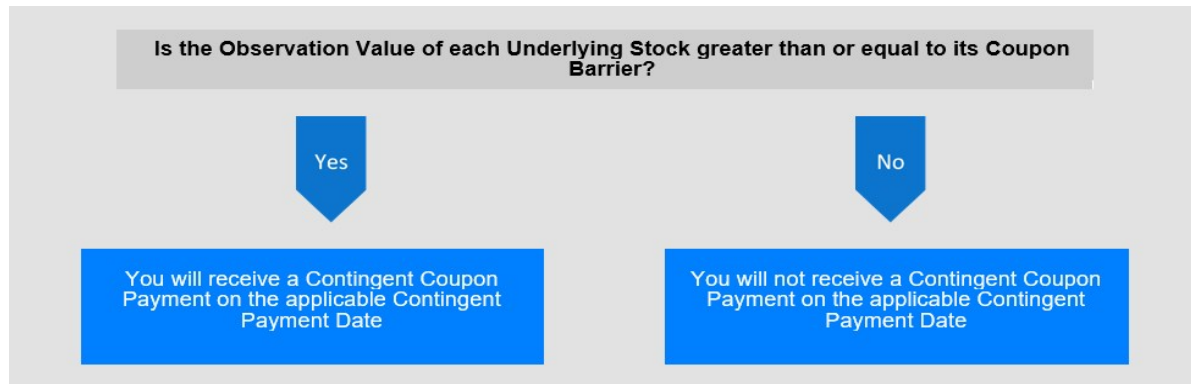 Is the Observation Value of each Underlying Stock greater than or equal to its Coupon
Barrier?
Yes
No
You will receive a Contingent Coupon
Payment on the applicable Contingent
Payment Date
You will not receive a Contingent Coupon
Payment on the applicable Contingent
Payment Date